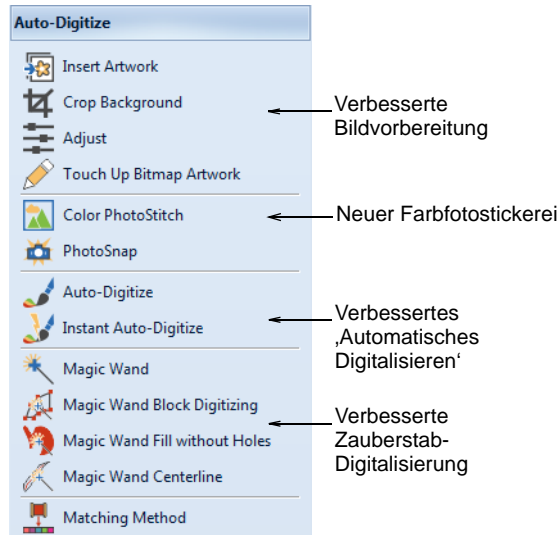 Auto-Digitize
Insert Artwork
Crop Background
Adjust
Touch Up Bitmap Artwork
Verbesserte
Bildvorbereitung
Color PhotoStitch
PhotoSnap
Neuer Farbfotostickerei
Auto-Digitize
Instant Auto-Digitize
Verbessertes
‚Automatisches
Digitalisieren‘
Magic Wand
Magic Wand Block Digitizing
Magic Wand Fill without Holes
Magic Wand Centerline
Verbesserte
Zauberstab-
Digitalisierung
Matching Method